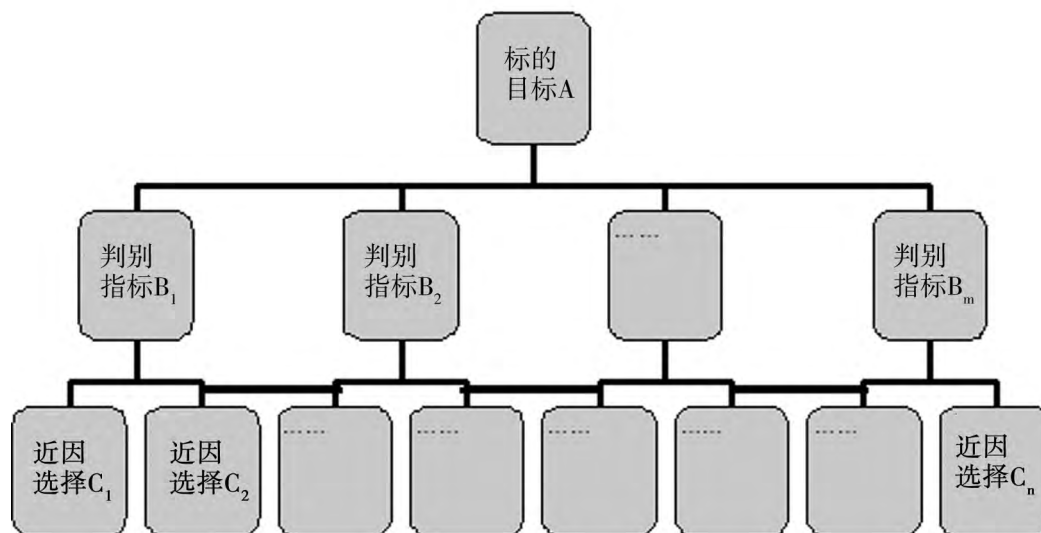 标的
目标A
判别
指标B₁
判别
指标B₂
……
判别
指标Bₘ
近因
选择C₁
近因
选择C₂
……
……
……
……
……
近因
选择Cₙ